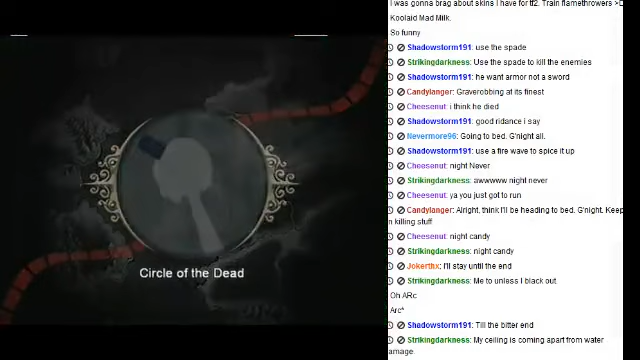 Circle of the Dead
I was gonna brag about skins I have for tf2. Train flamethrowers >D
Koolaid Mad Milk.
So funny
Shadowstorm191: use the spade
Strikingdarkness: Use the spade to kill the enemies
Shadowstorm191: he want armor not a sword
Candylanger: Graverobbing at its finest
Cheesenut: i think he died
Shadowstorm191: good ridance i say
Nevermore96: Going to bed. G'night all.
Shadowstorm191: use a fire wave to spice it up
Cheesenut: night Never
Strikingdarkness: awwwww night never
Cheesenut: ya you just got to run
Candylanger: Alright, think I'll be heading to bed. G'night. Keep
n killing stuff
Cheesenut: night candy
Strikingdarkness: night candy
Jokerthx: I'll stay until the end
Strikingdarkness: Me to unless I black out.
Oh ARc
Arc*
Shadowstorm191: Till the bitter end
Strikingdarkness: My ceiling is coming apart from water
amage.